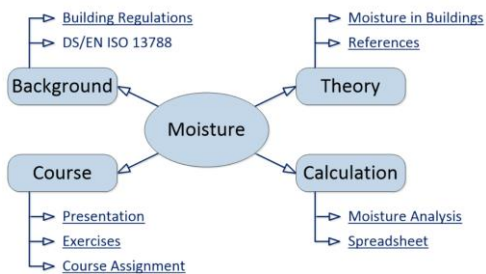 Building Regulations
DS/EN ISO 13788
Background
Moisture in Buildings
References
Theory
Moisture
Course
Presentation
Exercises
Course Assignment
Calculation
Moisture Analysis
Spreadsheet